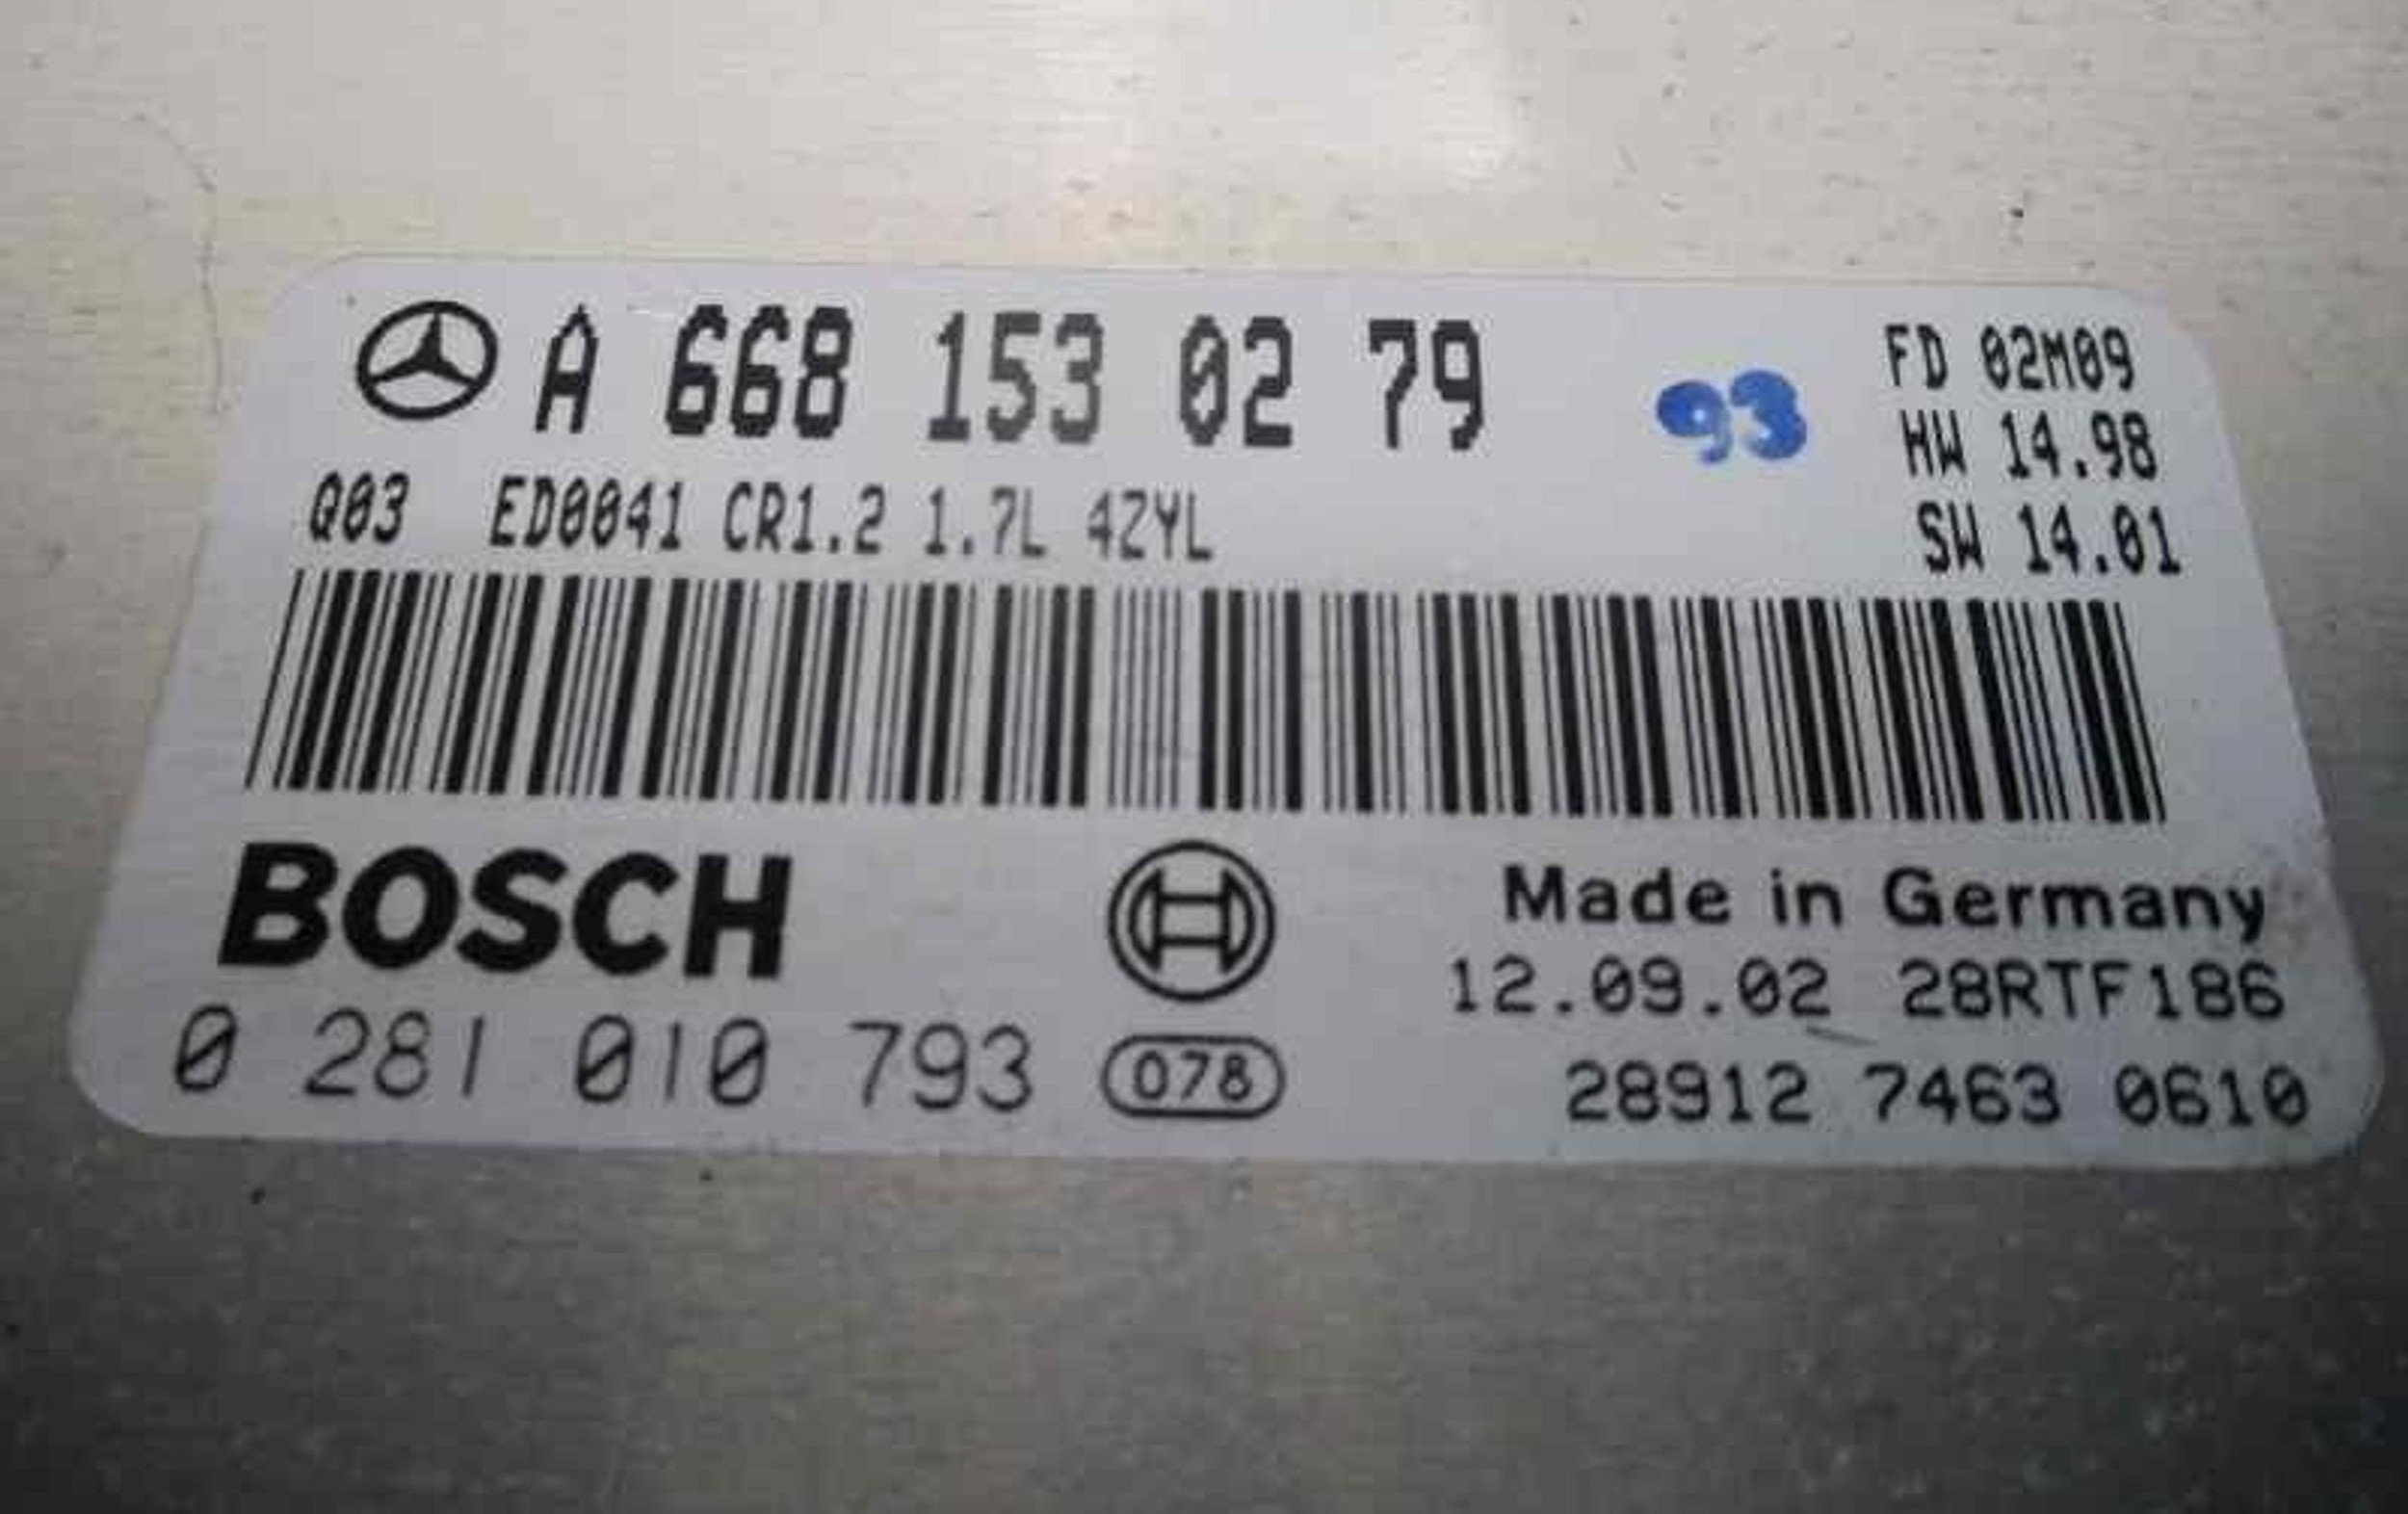 A 668 153 02 79
93
FD 02M09
HW 14.98
SW 14.01
Q03 ED0041 CR1.2 1.7L 4ZYL
BOSCH
Made in Germany
12.09.02 28RTF186
0 281 010 793
078
28912 7463 0610